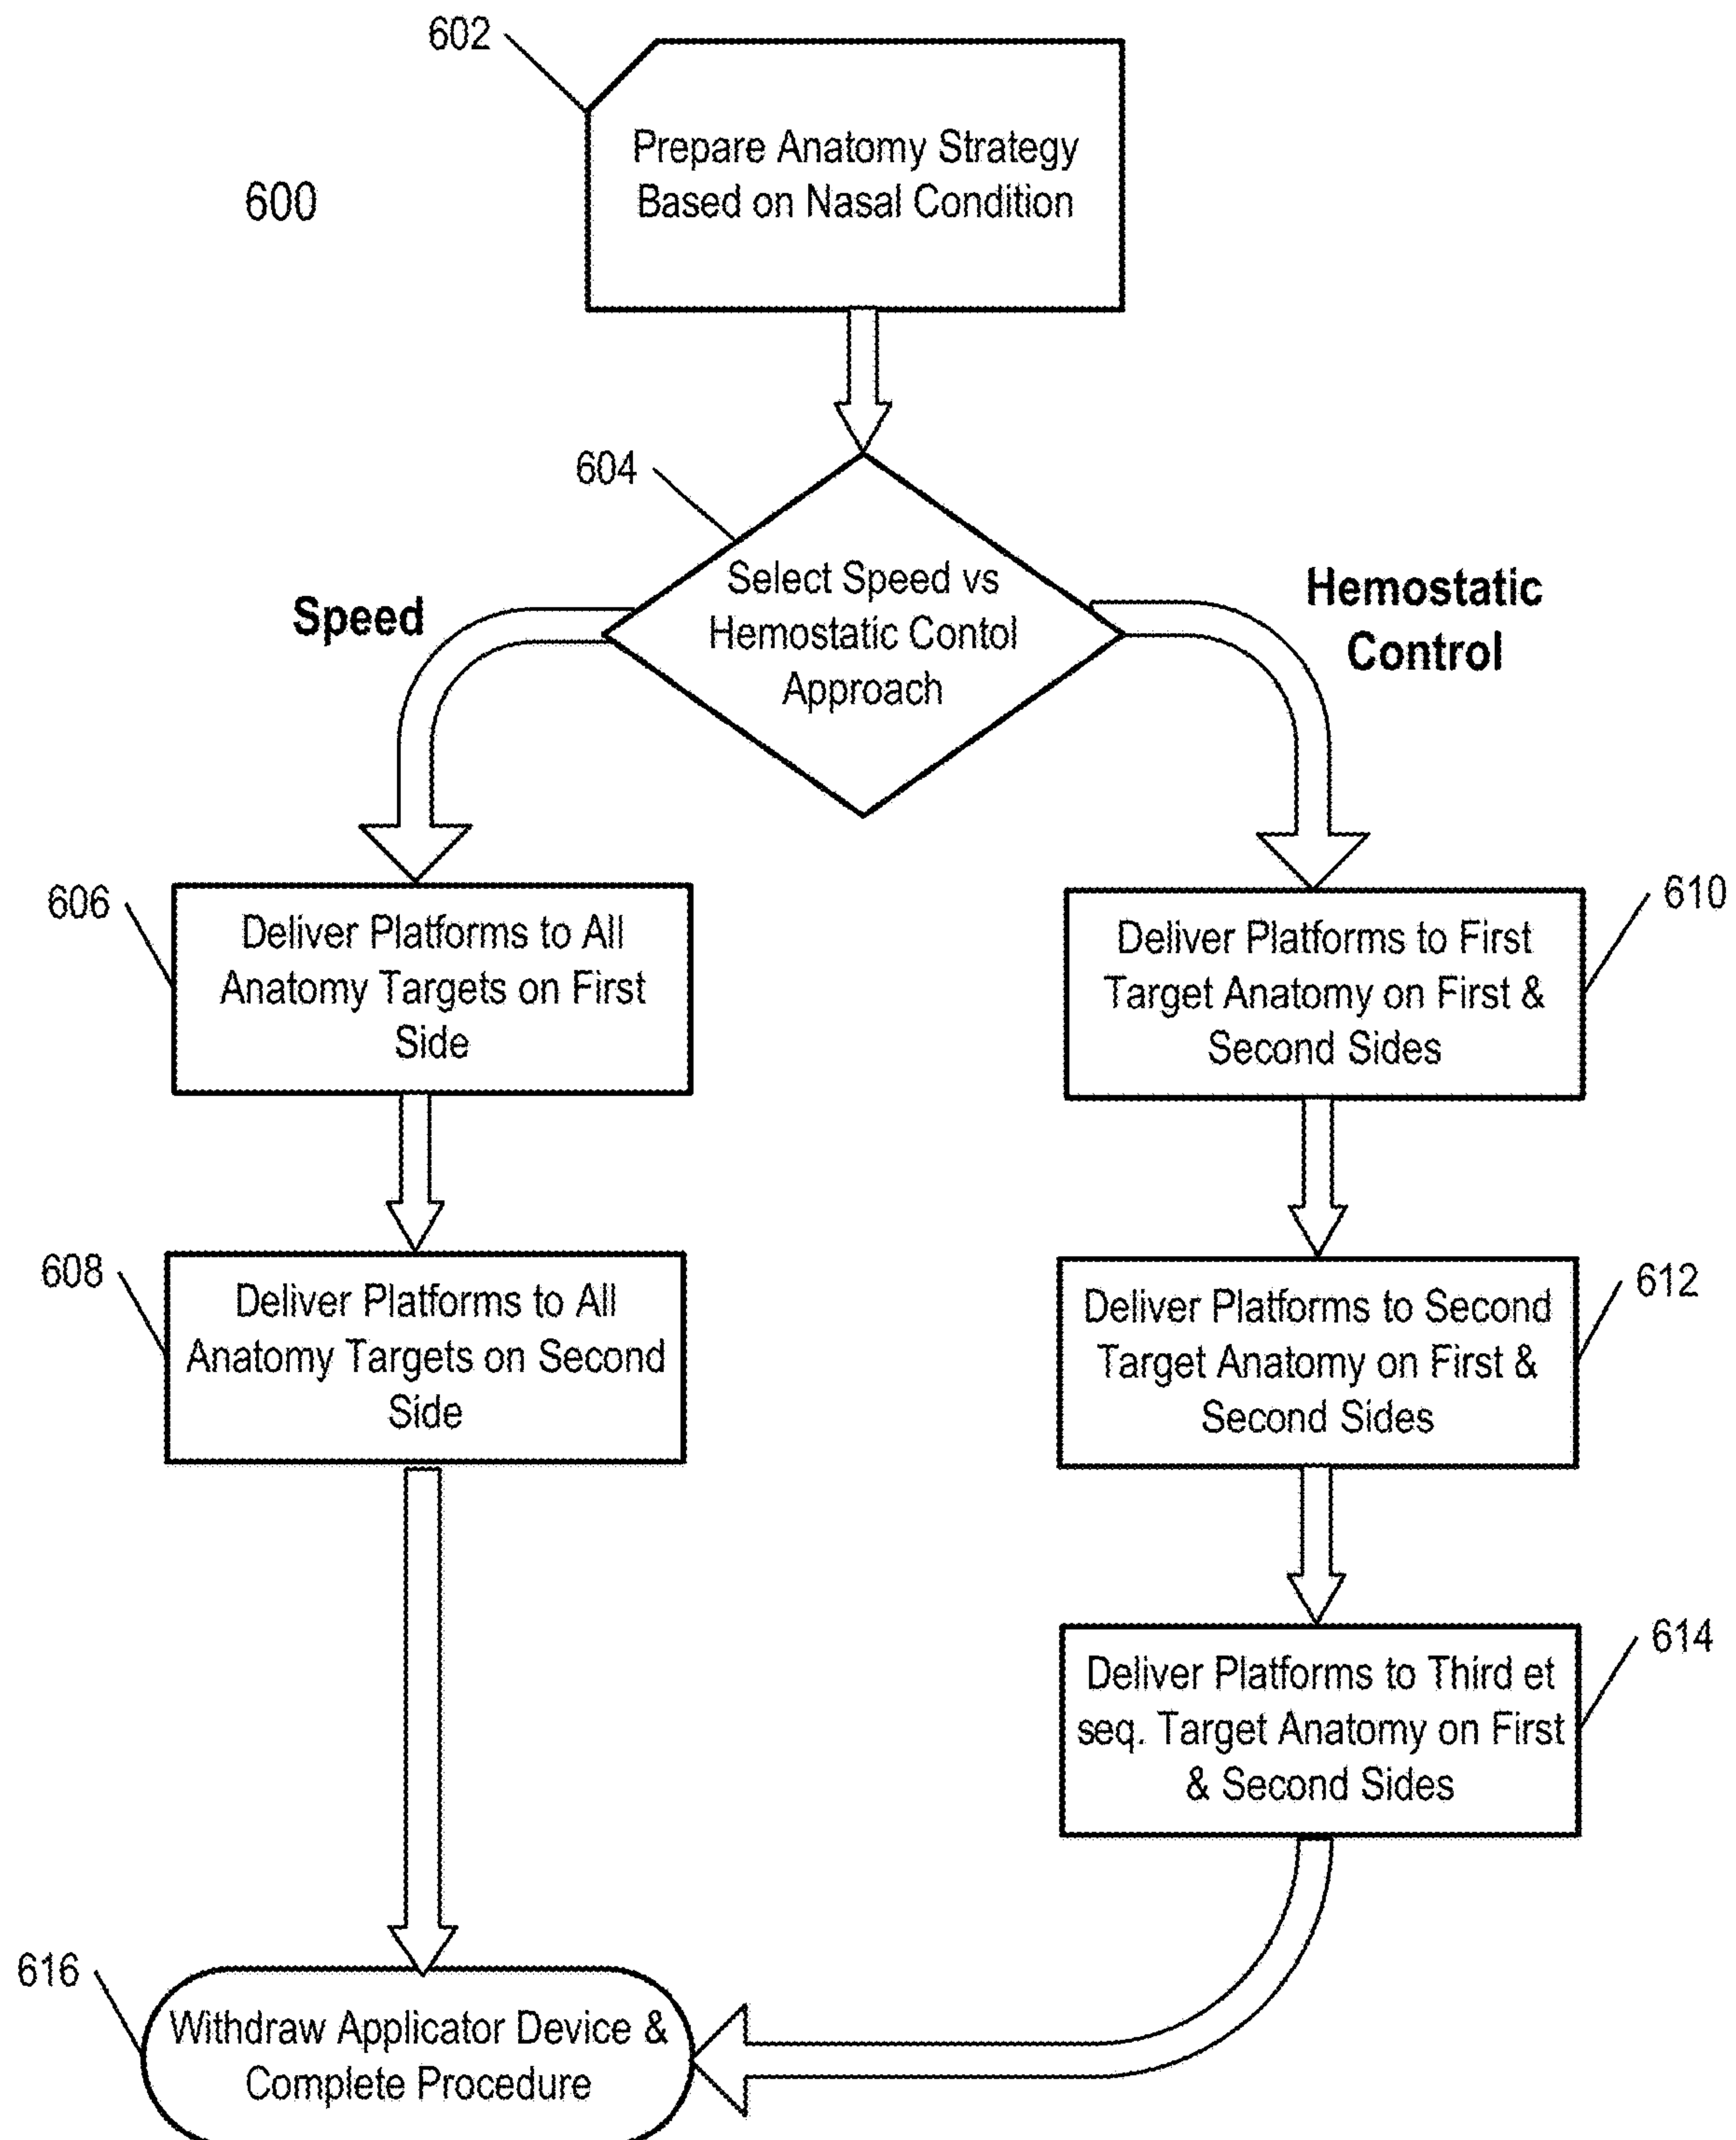 602
600
Prepare Anatomy Strategy
Based on Nasal Condition
604
Select Speed vs
Hemostatic Contol
Approach
Speed
Hemostatic
Control
606
Deliver Platforms to All
Anatomy Targets on First
Side
610
Deliver Platforms to First
Target Anatomy on First &
Second Sides
608
Deliver Platforms to All
Anatomy Targets on Second
Side
612
Deliver Platforms to Second
Target Anatomy on First &
Second Sides
614
Deliver Platforms to Third et
seq. Target Anatomy on First
& Second Sides
616
Withdraw Applicator Device &
Complete Procedure